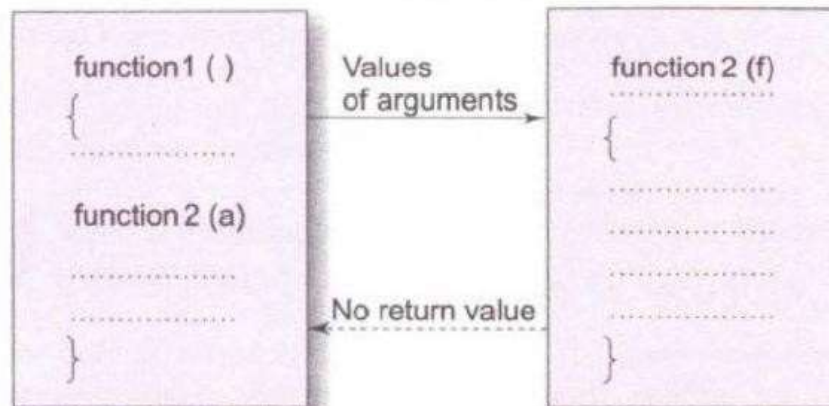 function1 ( )
{
.................
function 2 (a)
.................
.................
}
Values
of arguments
No return value
function 2 (f)
.................
{
.................
.................
.................
.................
}